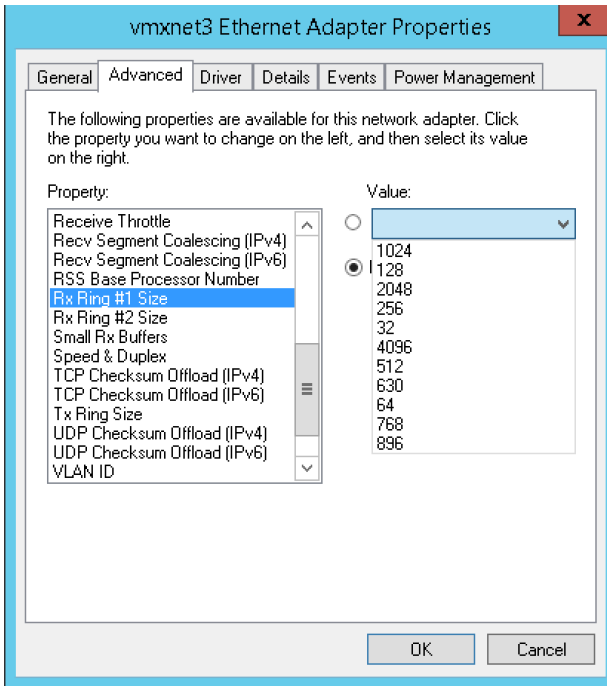 vmxnet3 Ethernet Adapter Properties
x
General Advanced Driver Details Events Power Management
The following properties are available for this network adapter. Click
the property you want to change on the left, and then select its value
on the right.
Property:
Value:
Receive Throttle
Recv Segment Coalescing (IPv4)
Recv Segment Coalescing (IPv6)
RSS Base Processor Number
Rx Ring #1 Size
Rx Ring #2 Size
Small Rx Buffers
Speed & Duplex
TCP Checksum Offload (IPv4)
TCP Checksum Offload (IPv6)
Tx Ring Size
UDP Checksum Offload (IPv4)
UDP Checksum Offload (IPv6)
VLAN ID
1024
128
2048
256
32
4096
512
630
64
768
896
OK
Cancel